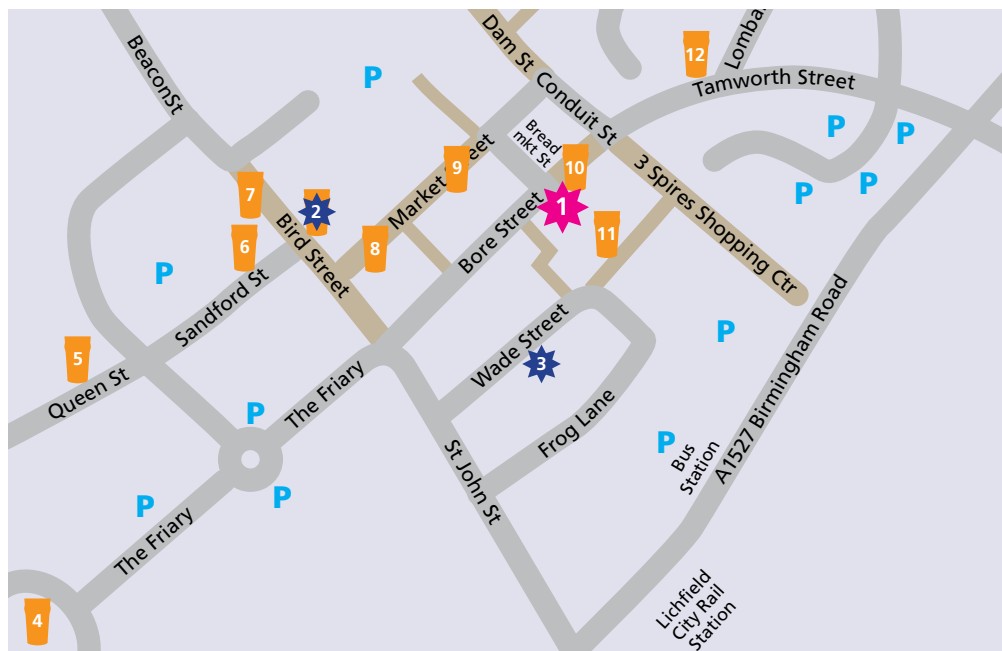 Dam St
Conduit St
BeaconSt
Lomba
12
Tamworth Street
P
P
P
Bread
mkt St
10
3 Spires Shopping Ctr
9
Market Street
P
P
7
2
1
Bore Street
11
6
8
Bird Street
P
Sandford St
5
Queen St
P
Wade Street
3
A1527 Birmingham Road
The Friary
P
Frog Lane
P
Bus
Station
St John St
P
P
The Friary
4
Lichfield
City Rail
Station